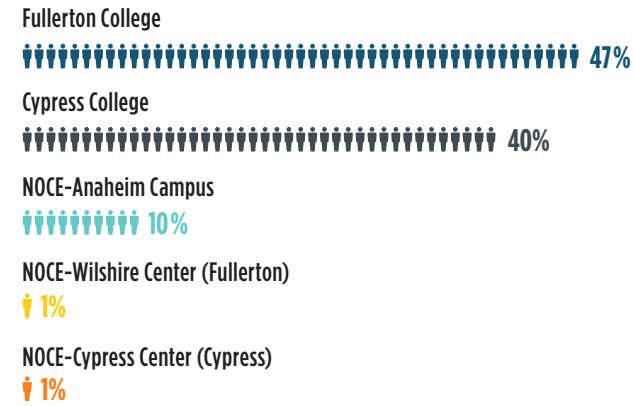 Fullerton College
47%
Cypress College
40%
NOCE-Anaheim Campus
10%
NOCE-Wilshire Center (Fullerton)
1%
NOCE-Cypress Center (Cypress)
1%